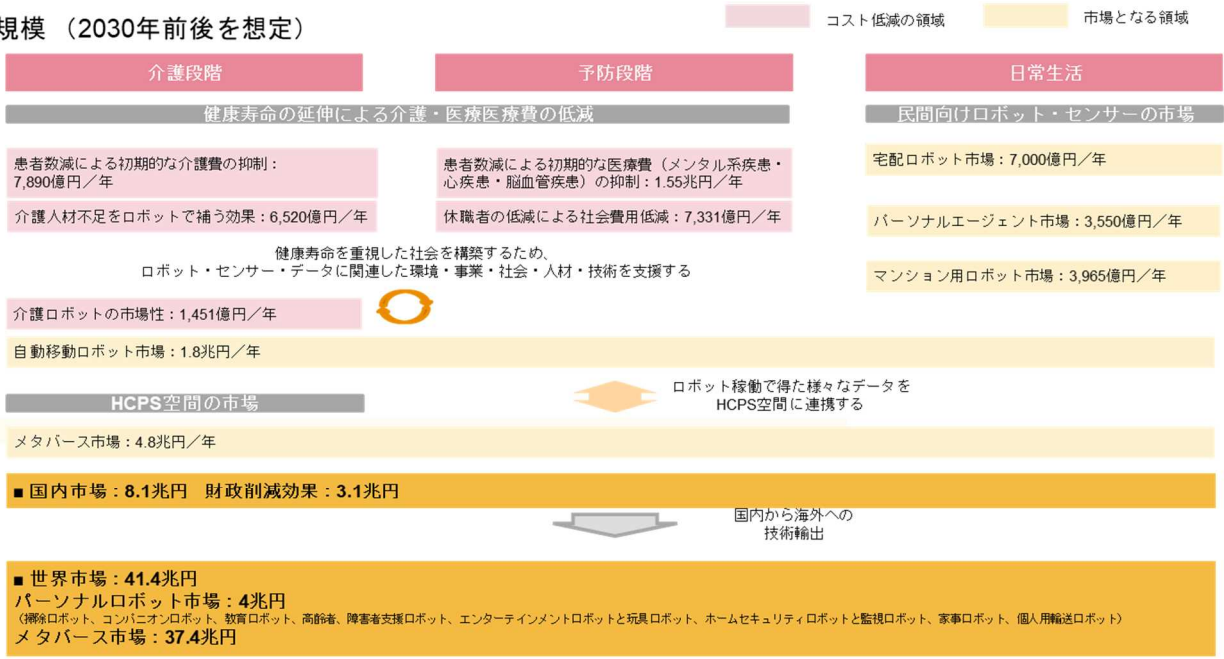 規模 （2030年前後を想定）
コスト低減の領域
市場となる領域
介護段階
予防段階
日常生活
健康寿命の延伸による介護・医療医療費の低減
民間向けロボット・センサーの市場
患者数減による初期的な介護費の抑制：
7,890億円／年
患者数減による初期的な医療費（メンタル系疾患・
心疾患・脳血管疾患）の抑制：1.55兆円／年
宅配ロボット市場：7,000億円／年
介護人材不足をロボットで補う効果：6,520億円／年
休職者の低減による社会費用低減：7,331億円／年
パーソナルエージェント市場：3,550億円／年
健康寿命を重視した社会を構築するため、
ロボット・センサー・データに関連した環境・事業・社会・人材・技術を支援する
マンション用ロボット市場：3,965億円／年
介護ロボットの市場性：1,451億円／年
自動移動ロボット市場：1.8兆円／年
HCPS空間の市場
ロボット稼働で得た様々なデータを
HCPS空間に連携する
メタバース市場：4.8兆円／年
■ 国内市場：8.1兆円　財政削減効果：3.1兆円
国内から海外への
技術輸出
■ 世界市場：41.4兆円
パーソナルロボット市場：4兆円
（掃除ロボット、コンパニオンロボット、教育ロボット、高齢者、障害者支援ロボット、エンターテインメントロボットと玩具ロボット、ホームセキュリティロボットと監視ロボット、家事ロボット、個人用輸送ロボット）
メタバース市場：37.4兆円